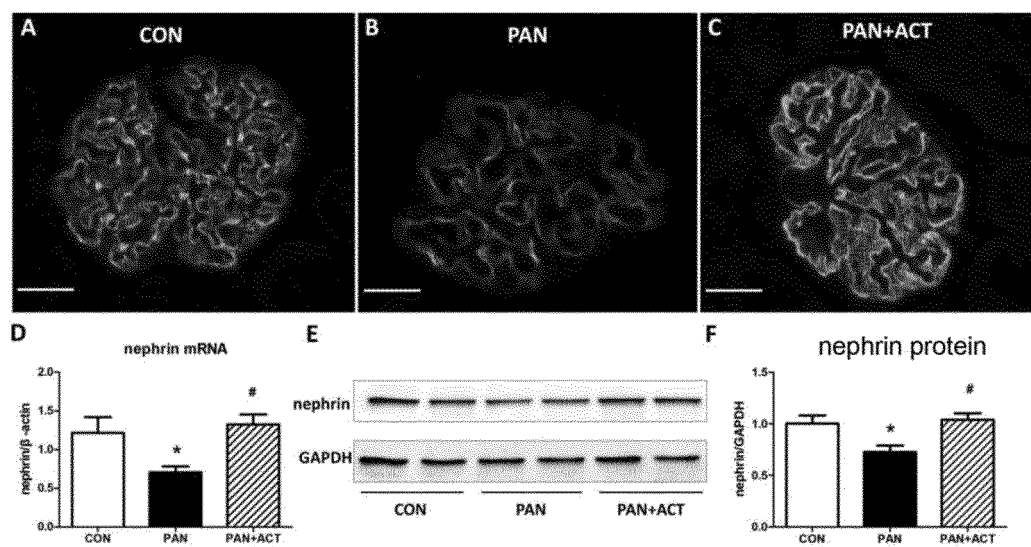 A
CON
B
PAN
C
PAN+ACT
D
nephrin mRNA
nephrin/β -actin
2.0
1.5
1.0
0.5
0.0
*
#
CON
PAN
PAN+ACT
E
nephrin
GAPDH
CON
PAN
PAN+ACT
F
nephrin protein
nephrin/GAPDH
1.5
1.0
0.5
0.0
*
#
CON
PAN
PAN+ACT